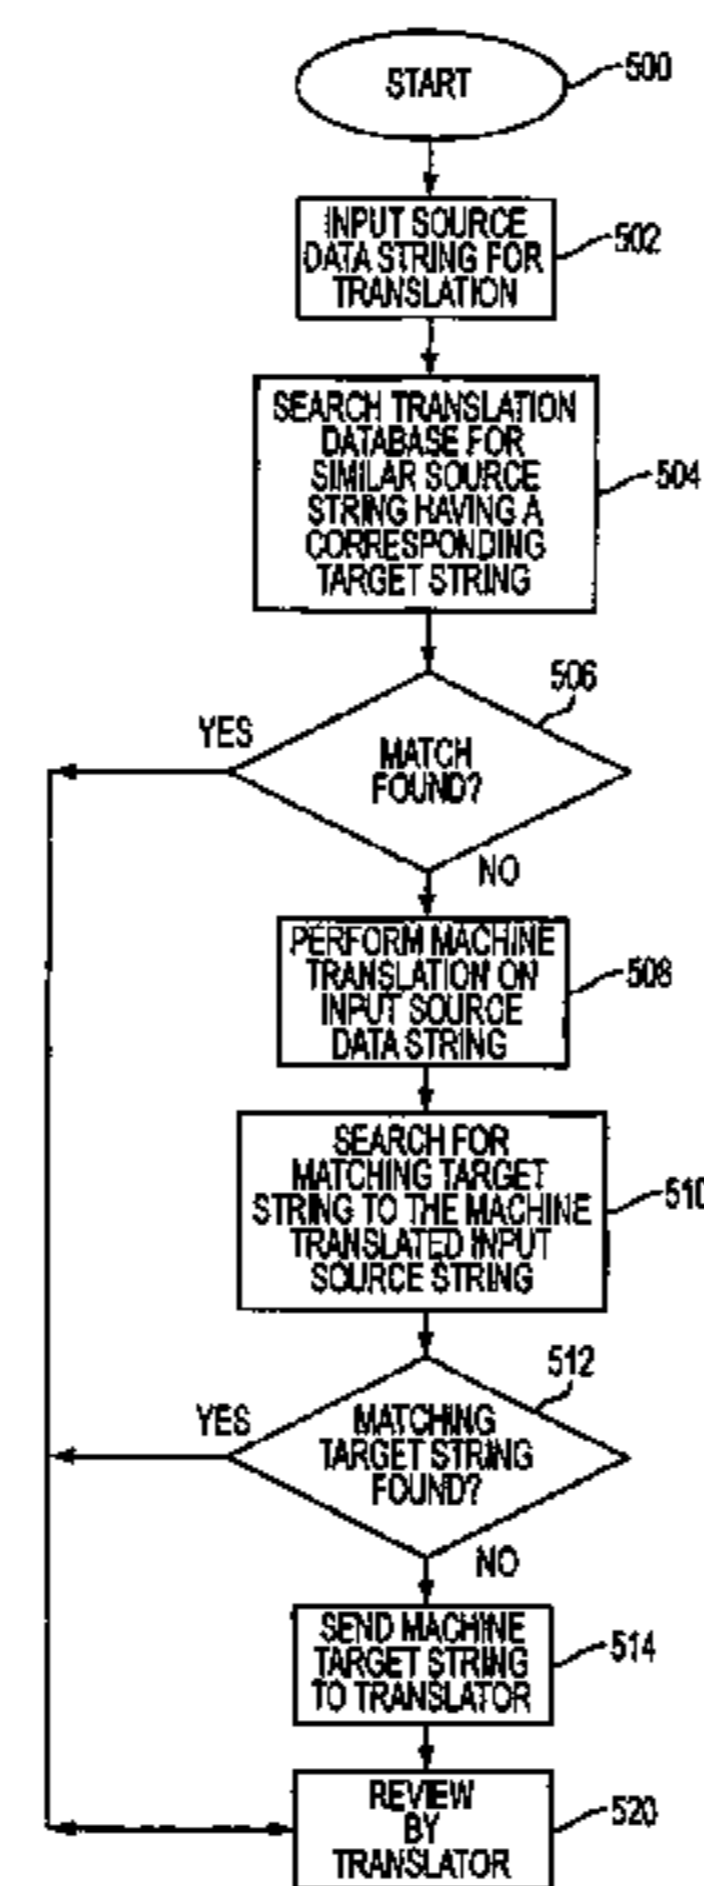 START
500
INPUT SOURCE
DATA STRING FOR
TRANSLATION
502
SEARCH TRANSLATION
DATABASE FOR
SIMILAR SOURCE
STRING HAVING A
CORRESPONDING
TARGET STRING
504
506
YES
MATCH
FOUND?
NO
PERFORM MACHINE
TRANSLATION ON
INPUT SOURCE
DATA STRING
508
SEARCH FOR
MATCHING TARGET
STRING TO THE MACHINE
TRANSLATED INPUT
SOURCE STRING
510
512
YES
MATCHING
TARGET STRING
FOUND?
NO
SEND MACHINE
TARGET STRING
TO TRANSLATOR
514
REVIEW
BY
TRANSLATOR
520